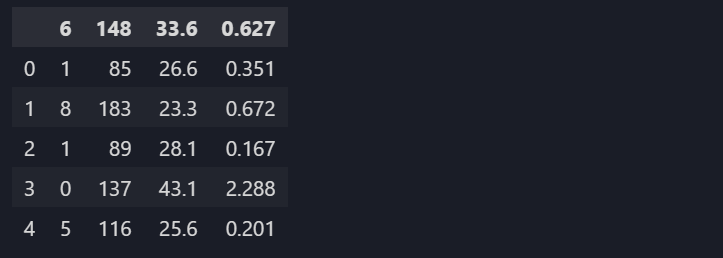 6 148 33.6 0.627
0 1 85 26.6 0.351
1 8 183 23.3 0.672
2 1 89 28.1 0.167
3 0 137 43.1 2.288
4 5 116 25.6 0.201